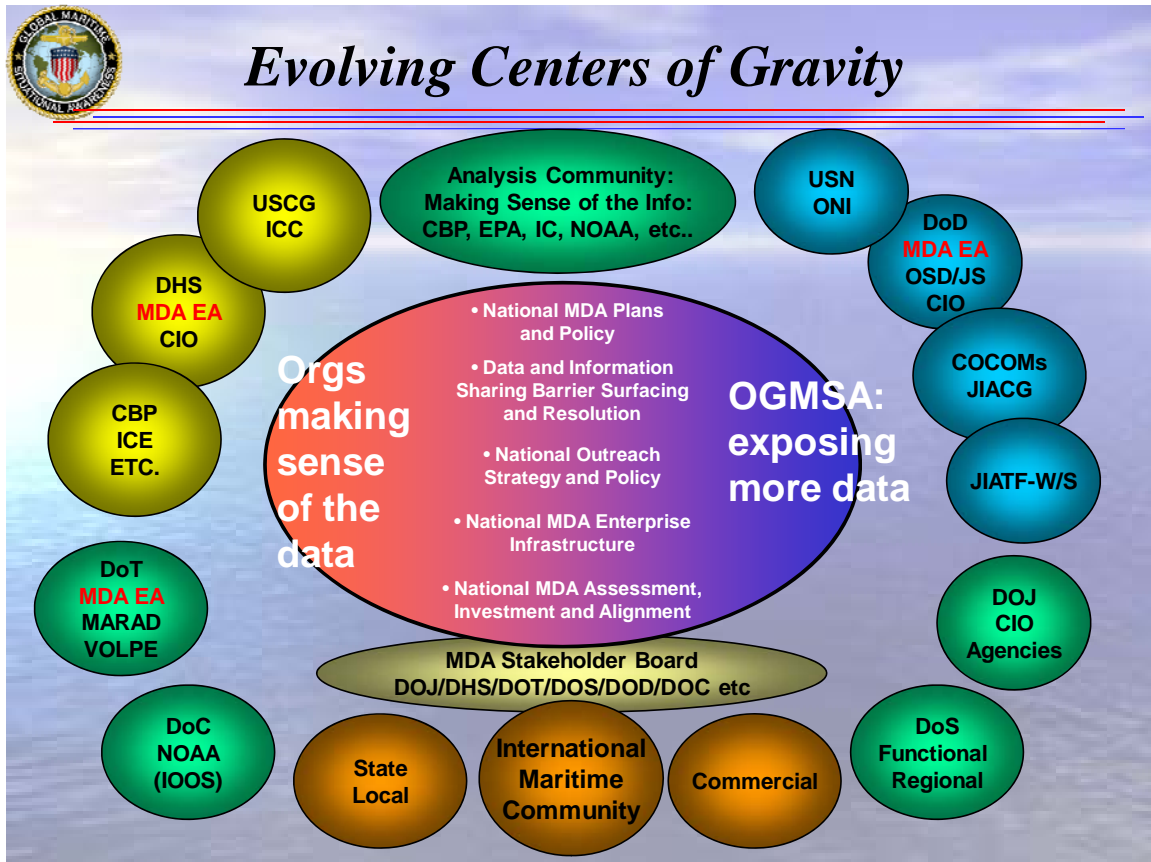 GLOBAL MARITIME
SITUATIONAL AWARENESS
Evolving Centers of Gravity
Analysis Community:
Making Sense of the Info:
CBP, EPA, IC, NOAA, etc..
USCG
ICC
DHS
MDA EA
CIO
CBP
ICE
ETC.
DoT
MDA EA
MARAD
VOLPE
DoC
NOAA
(IOOS)
Orgs
making
sense
of the
data
• National MDA Plans
and Policy
• Data and Information
Sharing Barrier Surfacing
and Resolution
• National Outreach
Strategy and Policy
• National MDA Enterprise
Infrastructure
• National MDA Assessment,
Investment and Alignment
OGMSA:
exposing
more data
USN
ONI
DoD
MDA EA
OSD/JS
CIO
COCOMs
JIACG
JIATF-W/S
DOJ
CIO
Agencies
DoS
Functional
Regional
MDA Stakeholder Board
DOJ/DHS/DOT/DOS/DOD/DOC etc
State
Local
International
Maritime
Community
Commercial